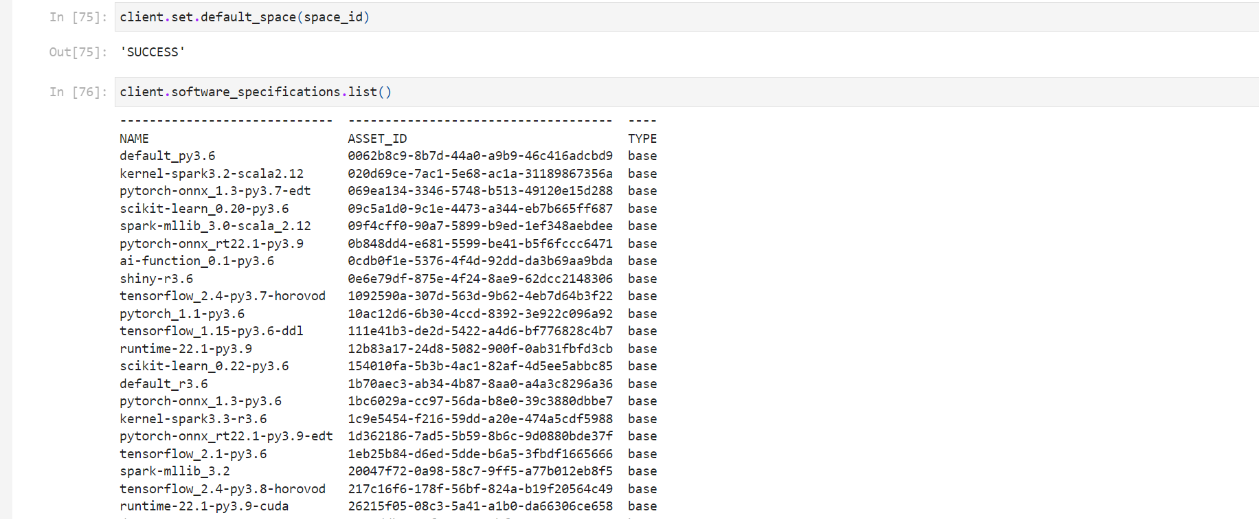 In [75]: client.set.default_space(space_id)
Out[75]: 'SUCCESS'
In [76]: client.software_specifications.list()
----------------------------- ------------------------------------ ----
NAME ASSET_ID TYPE
default_py3.6 0062b8c9-8b7d-44a0-a9b9-46c416adcbd9 base
kernel-spark3.2-scala2.12 020d69ce-7ac1-5e68-ac1a-31189867356a base
pytorch-onnx_1.3-py3.7-edt 069ea134-3346-5748-b513-49120e15d288 base
scikit-learn_0.20-py3.6 09c5a1d0-9c1e-4473-a344-eb7b665ff687 base
spark-mllib_3.0-scala_2.12 09f4cff0-90a7-5899-b9ed-1ef348aebdee base
pytorch-onnx_rt22.1-py3.9 0b848dd4-e681-5599-be41-b5f6fccc6471 base
ai-function_0.1-py3.6 0cdb0f1e-5376-4f4d-92dd-da3b69aa9bda base
shiny-r3.6 0e6e79df-875e-4f24-8ae9-62dcc2148306 base
tensorflow_2.4-py3.7-horovod 1092590a-307d-563d-9b62-4eb7d64b3f22 base
pytorch_1.1-py3.6 10ac12d6-6b30-4ccd-8392-3e922c096a92 base
tensorflow_1.15-py3.6-ddl 111e41b3-de2d-5422-a4d6-bf776828c4b7 base
runtime-22.1-py3.9 12b83a17-24d8-5082-900f-0ab31fbfd3cb base
scikit-learn_0.22-py3.6 154010fa-5b3b-4ac1-82af-4d5ee5abbc85 base
default_r3.6 1b70aec3-ab34-4b87-8aa0-a4a3c8296a36 base
pytorch-onnx_1.3-py3.6 1bc6029a-cc97-56da-b8e0-39c3880dbbe7 base
kernel-spark3.3-r3.6 1c9e5454-f216-59dd-a20e-474a5cdf5988 base
pytorch-onnx_rt22.1-py3.9-edt 1d362186-7ad5-5b59-8b6c-9d0880bde37f base
tensorflow_2.1-py3.6 1eb25b84-d6ed-5dde-b6a5-3fbdf1665666 base
spark-mllib_3.2 20047f72-0a98-58c7-9ff5-a77b012eb8f5 base
tensorflow_2.4-py3.8-horovod 217c16f6-178f-56bf-824a-b19f20564c49 base
runtime-22.1-py3.9-cuda 26215f05-08c3-5a41-a1b0-da66306ce658 base